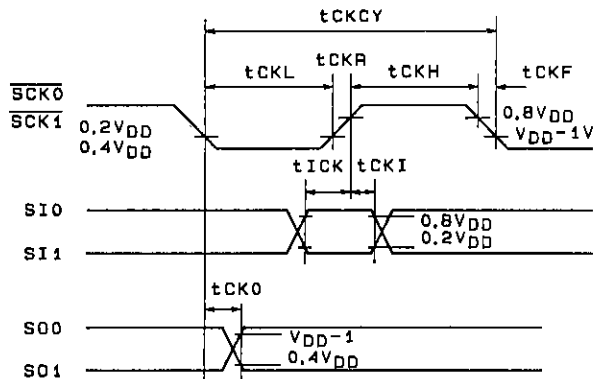 tCKCY
tCKR
tCKL
tCKH
tCKF
SCK0
SCK1
0.2VDD
0.4VDD
0.8VDD
VDD-1V
tICK
tCKI
SI0
SI1
0.8VDD
0.2VDD
tCKO
SO0
SO1
VDD-1
0.4VDD